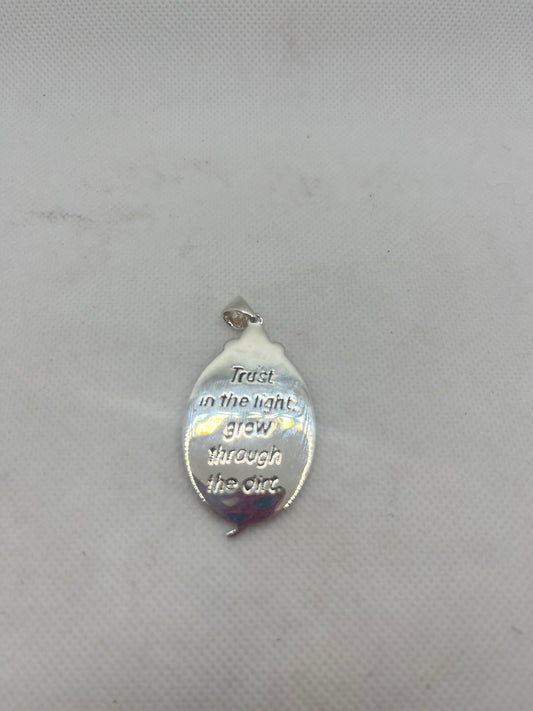 Trust
in the light,
grow
through
the dirt.